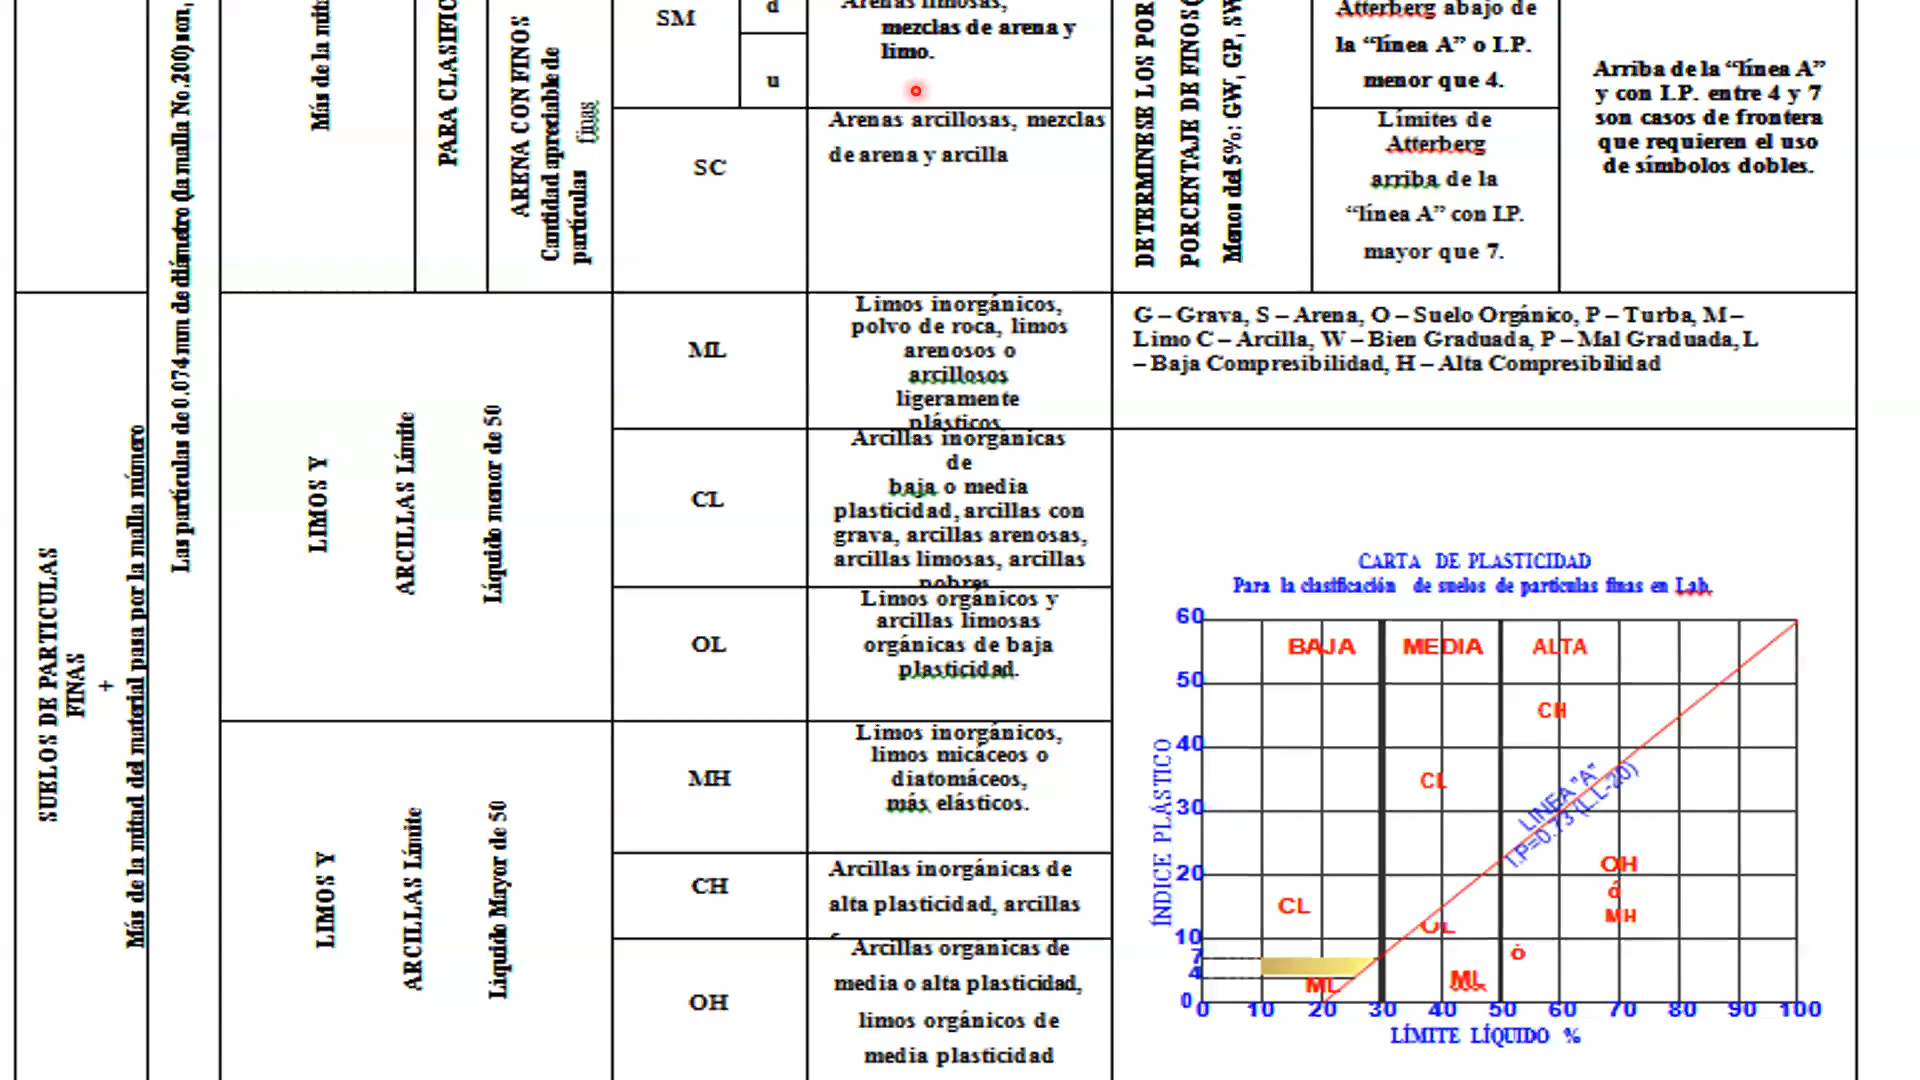 SM
d
u
Arenas limosas,
mezclas de arena y
limo.
Atterberg abajo de
la “línea A” o I.P.
menor que 4.
Arriba de la “línea A”
y con I.P. entre 4 y 7
son casos de frontera
que requieren el uso
de símbolos dobles.
Más de la
PARA CLASIFIC
ARENA CON FINOS
Cantidad apreciable de
partículas finas
SC
Arenas arcillosas, mezclas
de arena y arcilla
DETERMINESE LOS POR
PORCENTAJE DE FINOS
Menos del 5%: GW, GP, SW
Límites de
Atterberg
arriba de la
“línea A” con I.P.
mayor que 7.
SUELOS DE PARTICULAS
FINAS
+
Más de la mitad del material pasa por la malla número
Las partículas de 0.074 mm de diámetro (la malla No.200) son,
LIMOS Y
ARCILLAS Límite
Líquido menor de 50
ML
Limos inorgánicos,
polvo de roca, limos
arenosos o
arcillosos
ligeramente
plásticos
G – Grava, S – Arena, O – Suelo Orgánico, P – Turba, M –
Limo C – Arcilla, W – Bien Graduada, P – Mal Graduada, L
– Baja Compresibilidad, H – Alta Compresibilidad
CL
Arcillas inorgánicas
de
baja o media
plasticidad, arcillas con
grava, arcillas arenosas,
arcillas limosas, arcillas
pobres
OL
Limos orgánicos y
arcillas limosas
orgánicas de baja
plasticidad.
LIMOS Y
ARCILLAS Límite
Líquido Mayor de 50
MH
Limos inorgánicos,
limos micáceos o
diatomáceos,
más elásticos.
CH
Arcillas inorgánicas de
alta plasticidad, arcillas
OH
Arcillas orgánicas de
media o alta plasticidad,
limos orgánicos de
media plasticidad
CARTA DE PLASTICIDAD
Para la clasificación de suelos de partículas finas en Lab.
ÍNDICE PLÁSTICO
60
50
40
30
20
10
7
4
0
BAJA MEDIA ALTA
CH
CL
LINEA "A"
I.P=0.73 (L.L-20)
OH
ó
MH
CL
OL
ó
ML
ML
0 10 20 30 40 50 60 70 80 90 100
LÍMITE LÍQUIDO %